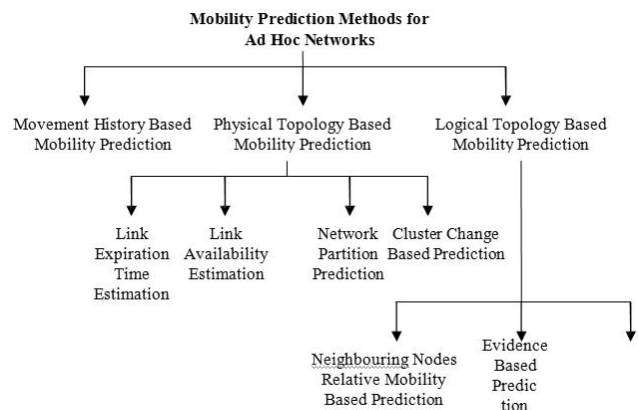 Mobility Prediction Methods for
Ad Hoc Networks
Movement History Based
Mobility Prediction
Physical Topology Based
Mobility Prediction
Logical Topology Based
Mobility Prediction
Link
Expiration
Time
Estimation
Link
Availability
Estimation
Network
Partition
Prediction
Cluster Change
Based Prediction
Neighbouring Nodes
Relative Mobility
Based Prediction
Evidence
Based
Predic
tion